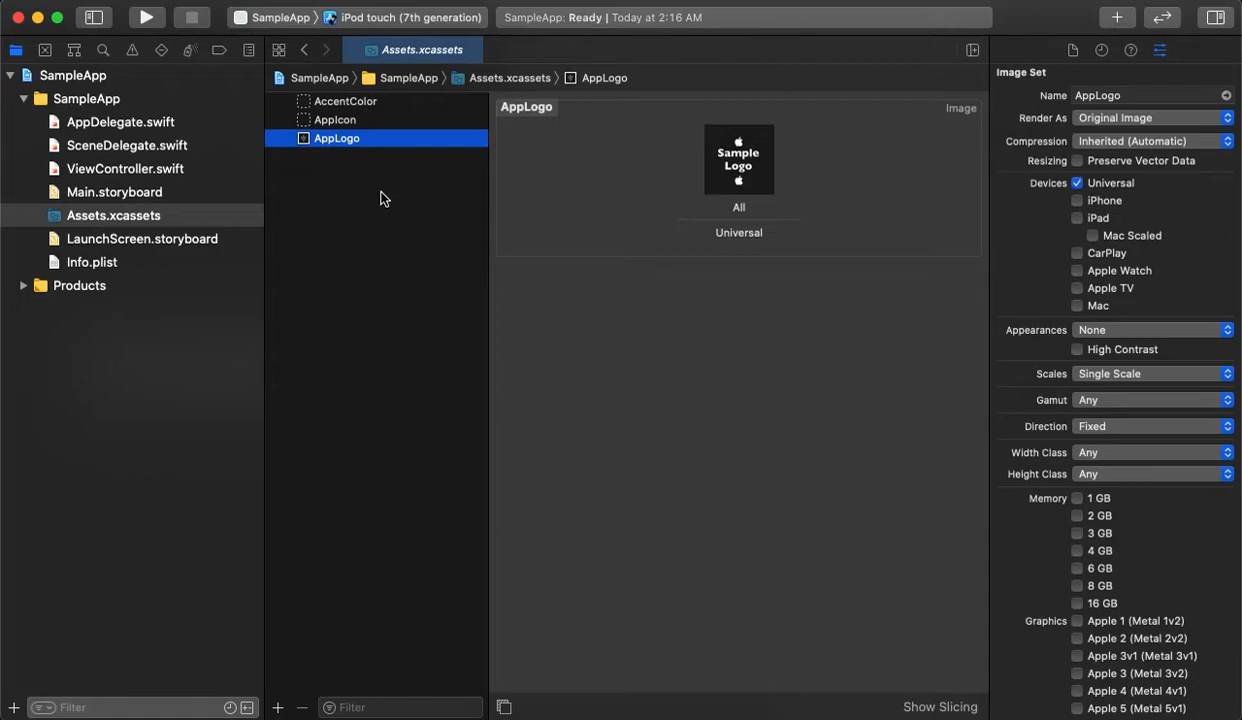 SampleApp iPod touch (7th generation)
SampleApp: Ready | Today at 2:16 AM
Assets.xcassets
SampleApp
SampleApp
AppDelegate.swift
SceneDelegate.swift
ViewController.swift
Main.storyboard
Assets.xcassets
LaunchScreen.storyboard
Info.plist
Products
Filter
SampleApp SampleApp Assets.xcassets AppLogo
AccentColor
AppIcon
AppLogo
Filter
AppLogo
Image
Sample
Logo
All
Universal
Show Slicing
Image Set
Name AppLogo
Render As Original Image
Compression Inherited (Automatic)
Resizing Preserve Vector Data
Devices Universal
iPhone
iPad
Mac Scaled
CarPlay
Apple Watch
Apple TV
Mac
Appearances None
High Contrast
Scales Single Scale
Gamut Any
Direction Fixed
Width Class Any
Height Class Any
Memory 1 GB
2 GB
3 GB
4 GB
6 GB
8 GB
16 GB
Graphics Apple 1 (Metal 1v2)
Apple 2 (Metal 2v2)
Apple 3v1 (Metal 3v1)
Apple 3 (Metal 3v2)
Apple 4 (Metal 4v1)
Apple 5 (Metal 5v1)